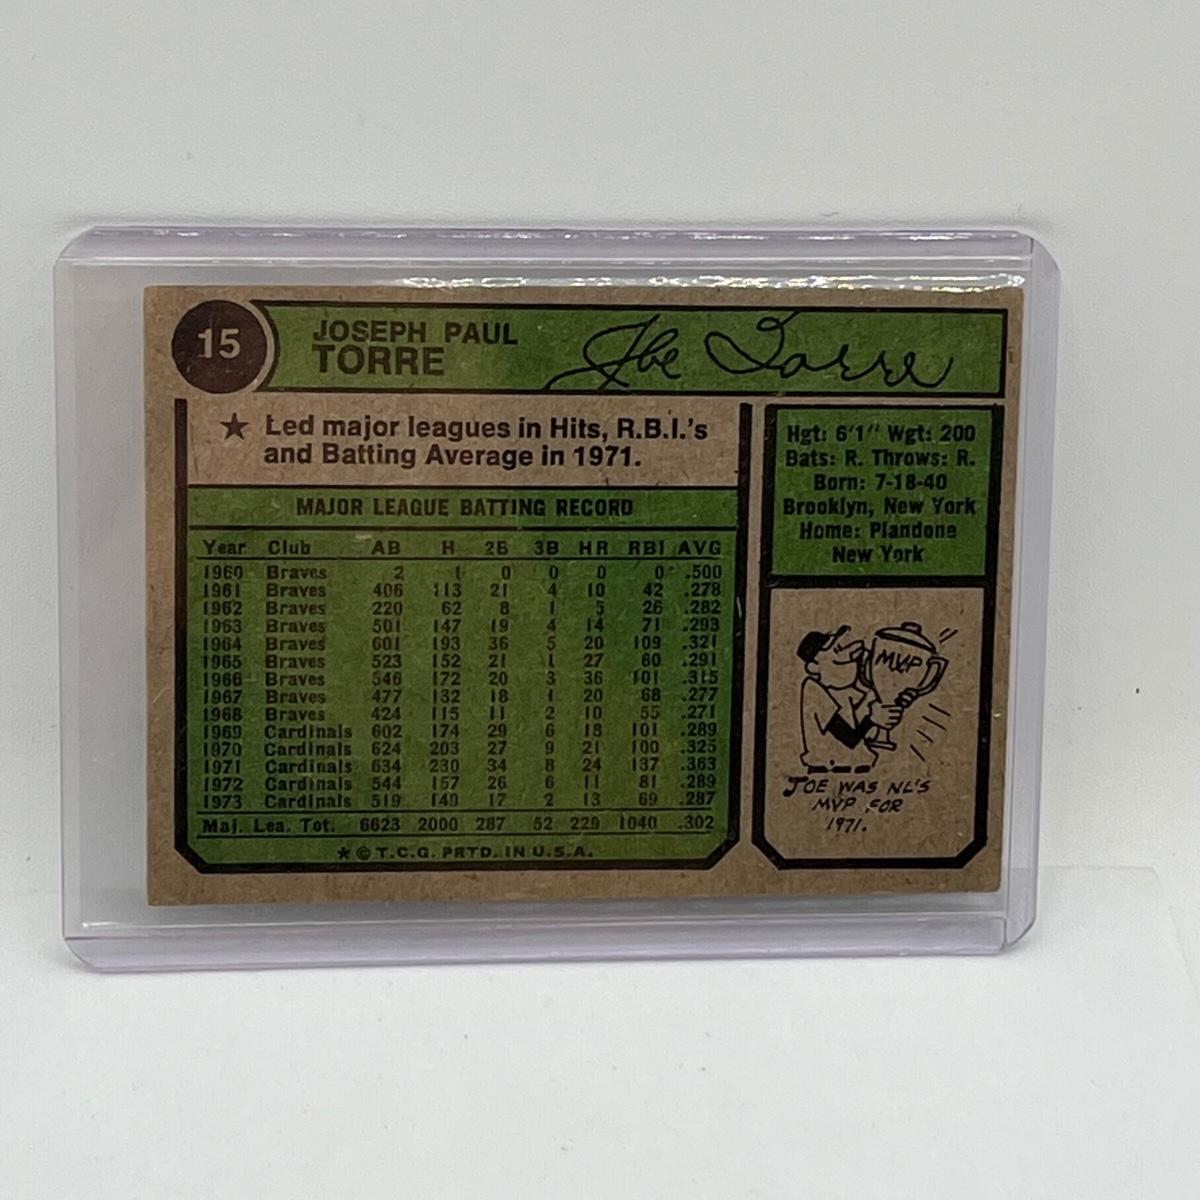 15
JOSEPH PAUL
TORRE
Joe Torre
★ Led major leagues in Hits, R.B.I.'s
and Batting Average in 1971.
MAJOR LEAGUE BATTING RECORD
Year Club AB H 2B 3B HR RBI AVG
1960 Braves 2 1 0 0 0 0 .500
1961 Braves 406 113 21 4 10 42 .278
1962 Braves 220 62 8 1 5 26 .282
1963 Braves 501 147 19 4 14 71 .293
1964 Braves 601 193 36 5 20 109 .321
1965 Braves 523 152 21 1 27 80 .291
1966 Braves 546 172 20 3 36 101 .315
1967 Braves 477 132 18 1 20 68 .277
1968 Braves 424 115 11 2 10 55 .271
1969 Cardinals 602 174 29 6 18 101 .289
1970 Cardinals 624 203 27 9 21 100 .325
1971 Cardinals 634 230 34 8 24 137 .363
1972 Cardinals 544 157 26 6 11 81 .289
1973 Cardinals 519 149 17 2 13 69 .287
Maj. Lea. Tot. 6623 2000 287 52 229 1040 .302
★ © T.C.G. PRTD. IN U.S.A.
Hgt: 6'1" Wgt: 200
Bats: R. Throws: R.
Born: 7-18-40
Brooklyn, New York
Home: Plandone
New York
MVP
JOE WAS NL'S
MVP FOR
1971.